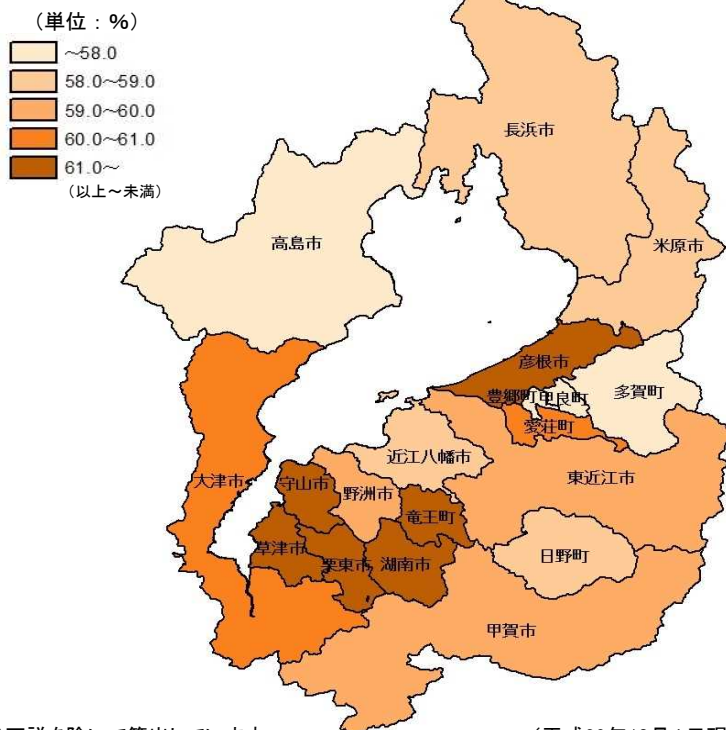 （単位：％）
～58.0
58.0～59.0
59.0～60.0
60.0～61.0
61.0～
（以上～未満）
長浜市
高島市
米原市
彦根市
豊郷町
甲良町
多賀町
愛荘町
近江八幡市
東近江市
大津市
守山市
野洲市
竜王町
草津市
栗東市
湖南市
日野町
甲賀市